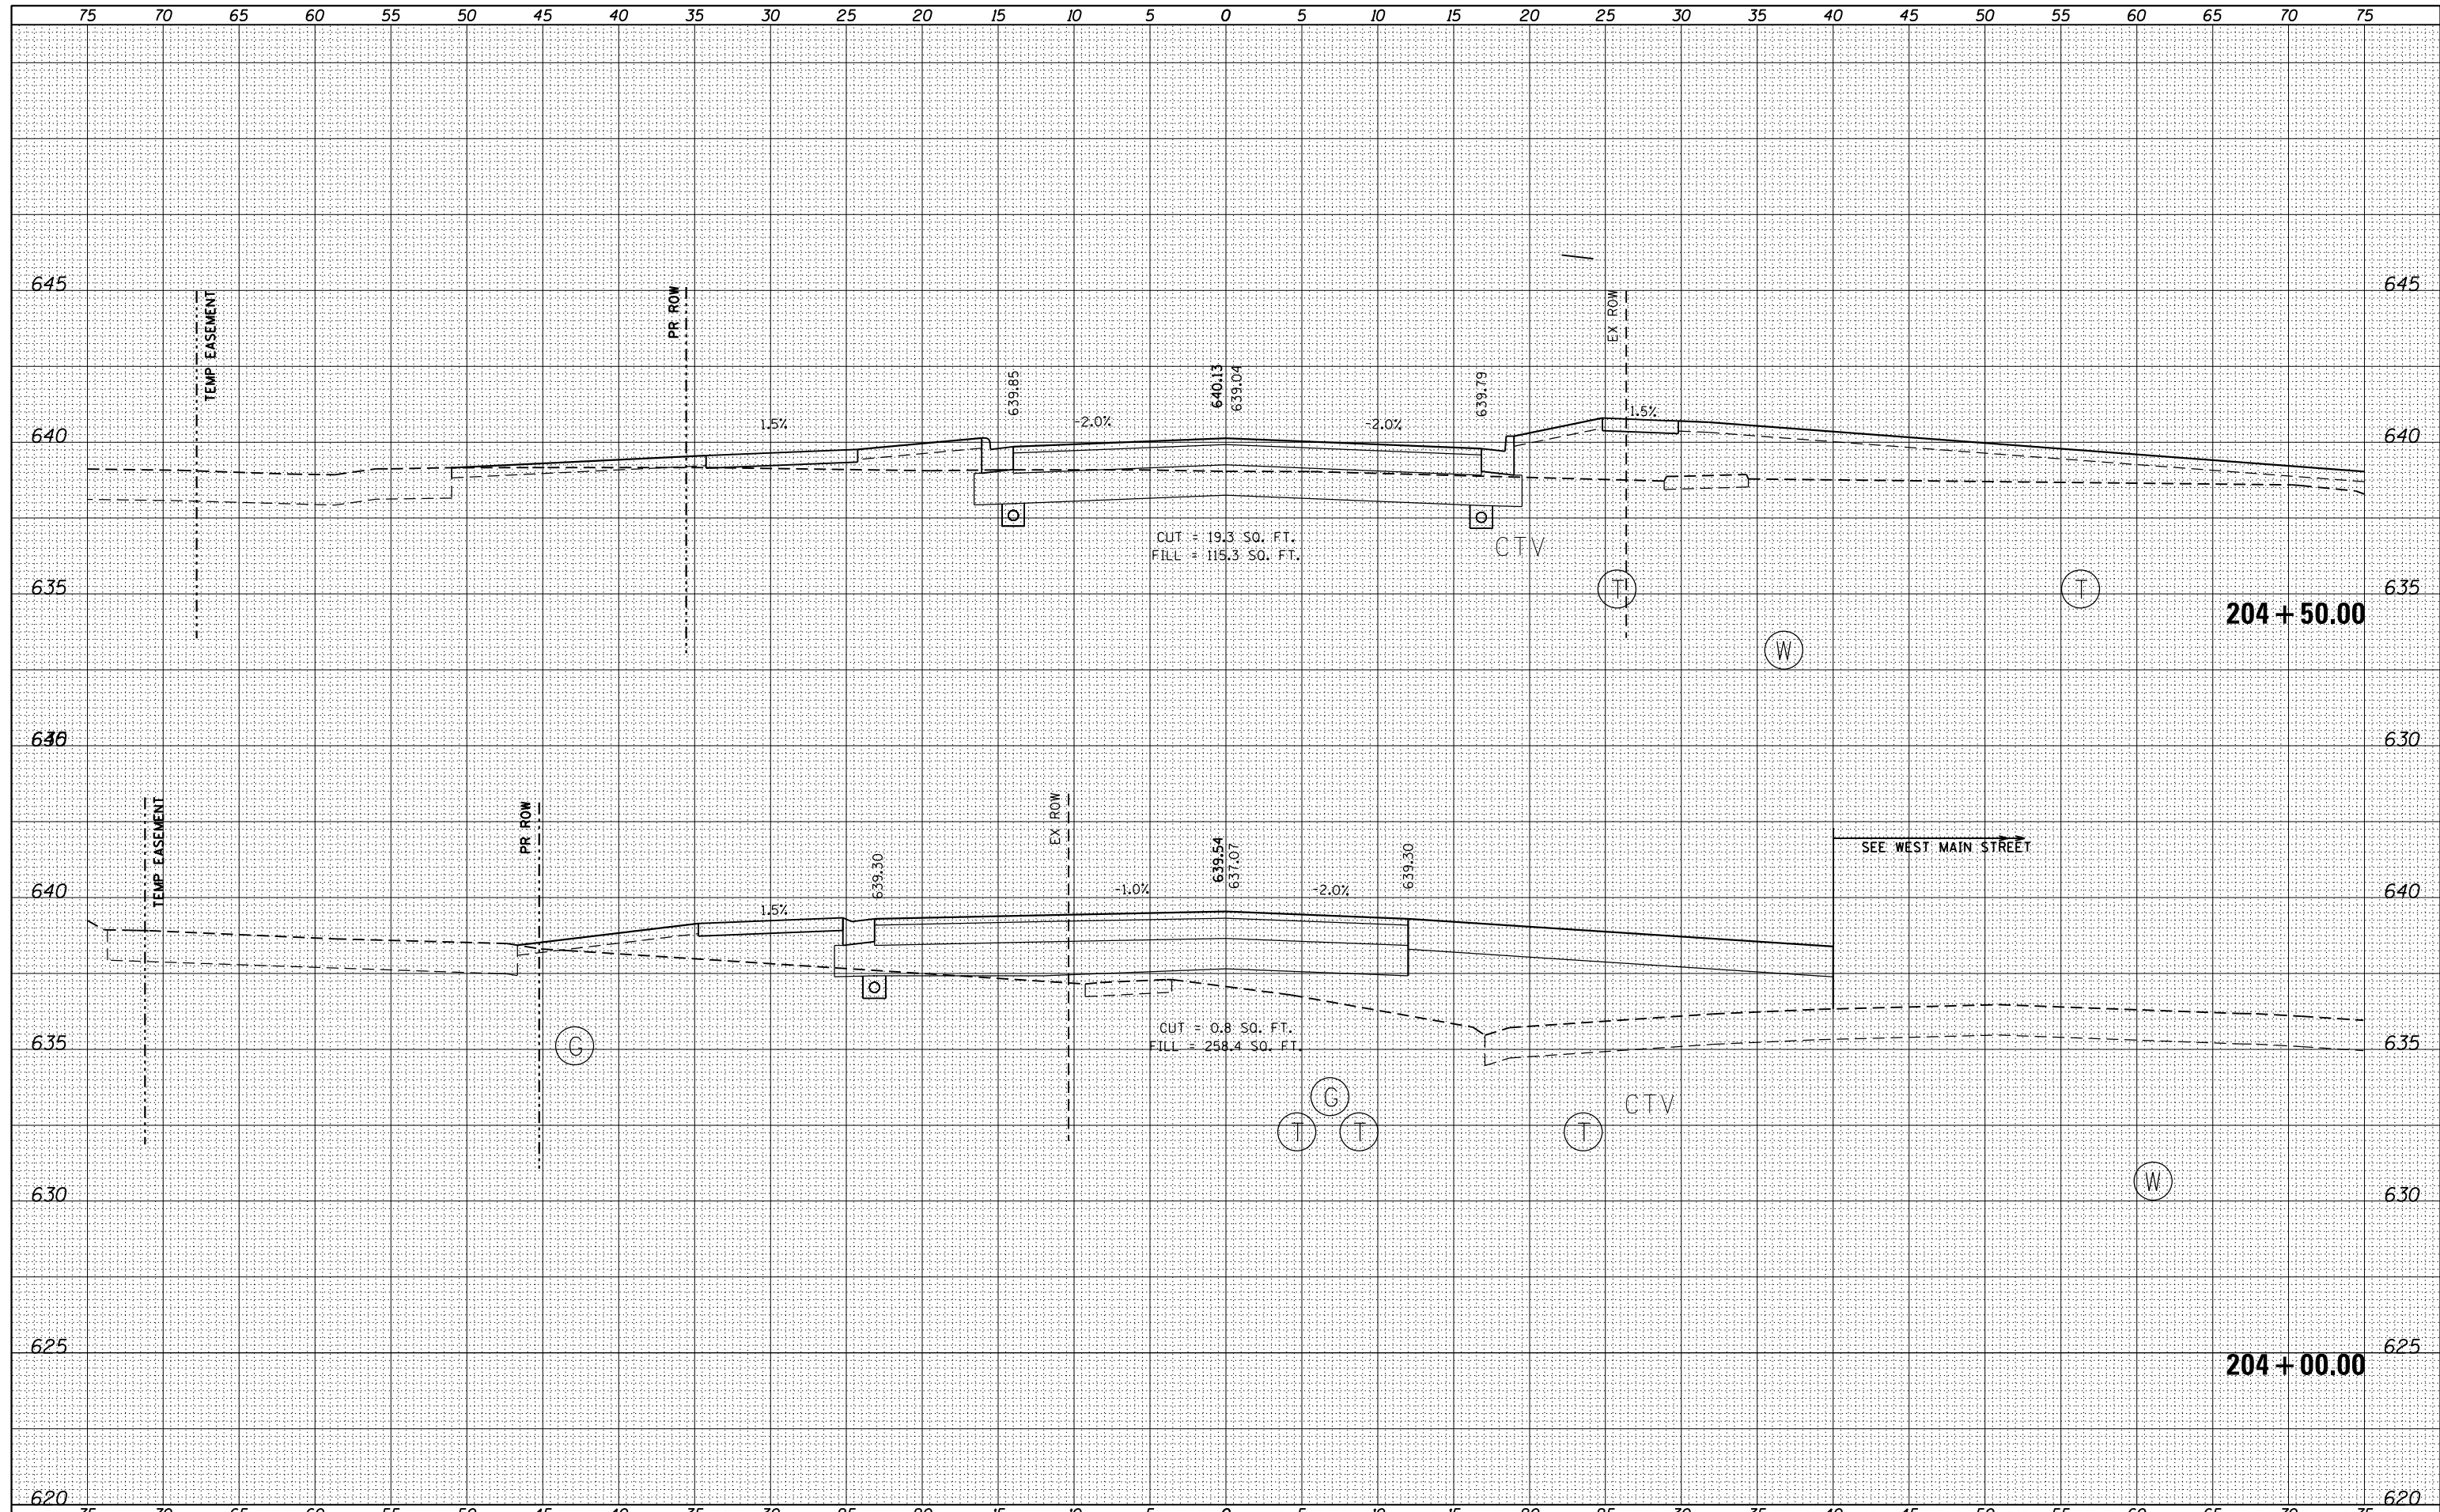 75 70 65 60 55 50 45 40 35 30 25 20 15 10 5 0 5 10 15 20 25 30 35 40 45 50 55 60 65 70 75
645 645
TEMP EASEMENT
PR ROW
EX ROW
639.85
640.13
639.04
639.79
1.5% -2.0% -2.0% 1.5%
640 640
CUT = 19.3 SQ. FT.
FILL = 115.3 SQ. FT.
CTV
T T
635 635
204+50.00
W
630
TEMP EASEMENT
PR ROW
EX ROW
639.30
639.54
637.07
639.30
SEE WEST MAIN STREET
1.5% -1.0% -2.0%
640 640
CUT = 0.8 SQ. FT.
FILL = 258.4 SQ. FT.
G
635 635
G
CTV
T T T
W
630 630
625 625
204+00.00
620 620